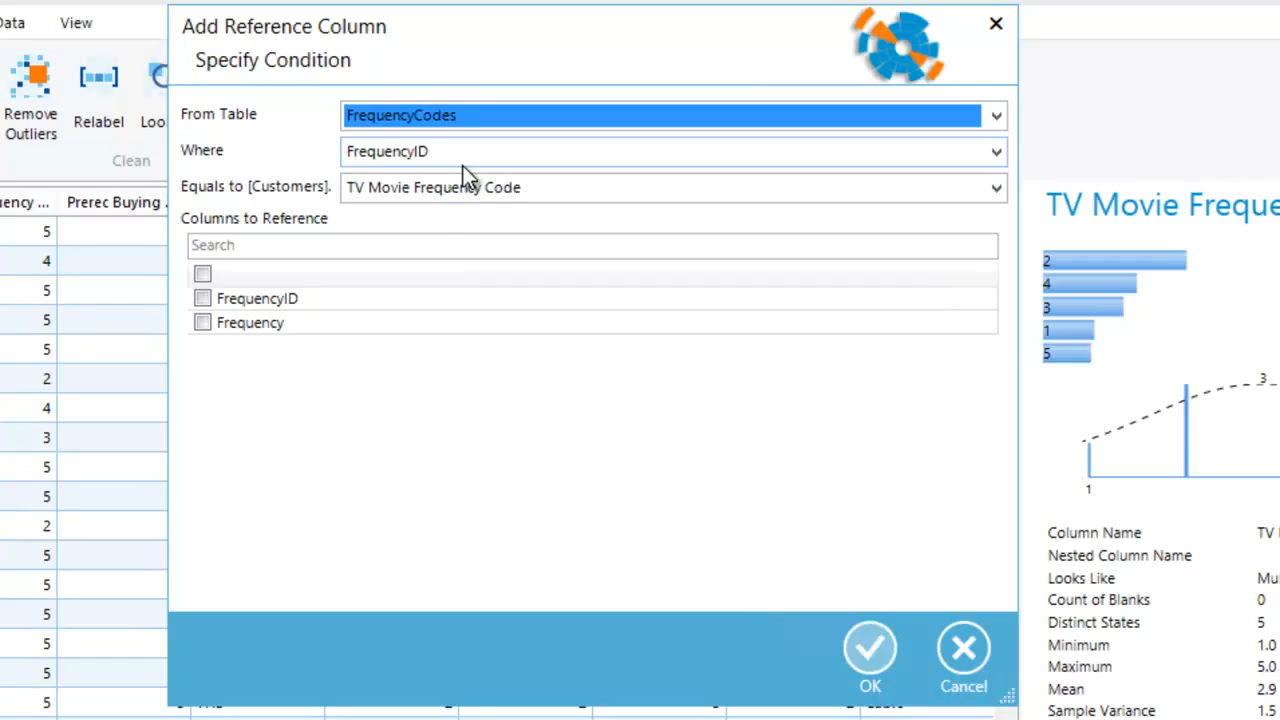 Data View
Add Reference Column
Specify Condition
Remove
Outliers
Relabel
Clean
From Table FrequencyCodes
Where FrequencyID
Equals to [Customers]. TV Movie Frequency Code
Columns to Reference
Search
FrequencyID
Frequency
OK Cancel
uency ... Prerec Buying
5
4
5
5
5
2
4
3
5
5
2
5
5
5
5
5
5
TV Movie Freque
2
4
3
1
5
3
1
Column Name TV
Nested Column Name
Looks Like Mu
Count of Blanks 0
Distinct States 5
Minimum 1.0
Maximum 5.0
Mean 2.9
Sample Variance 1.5